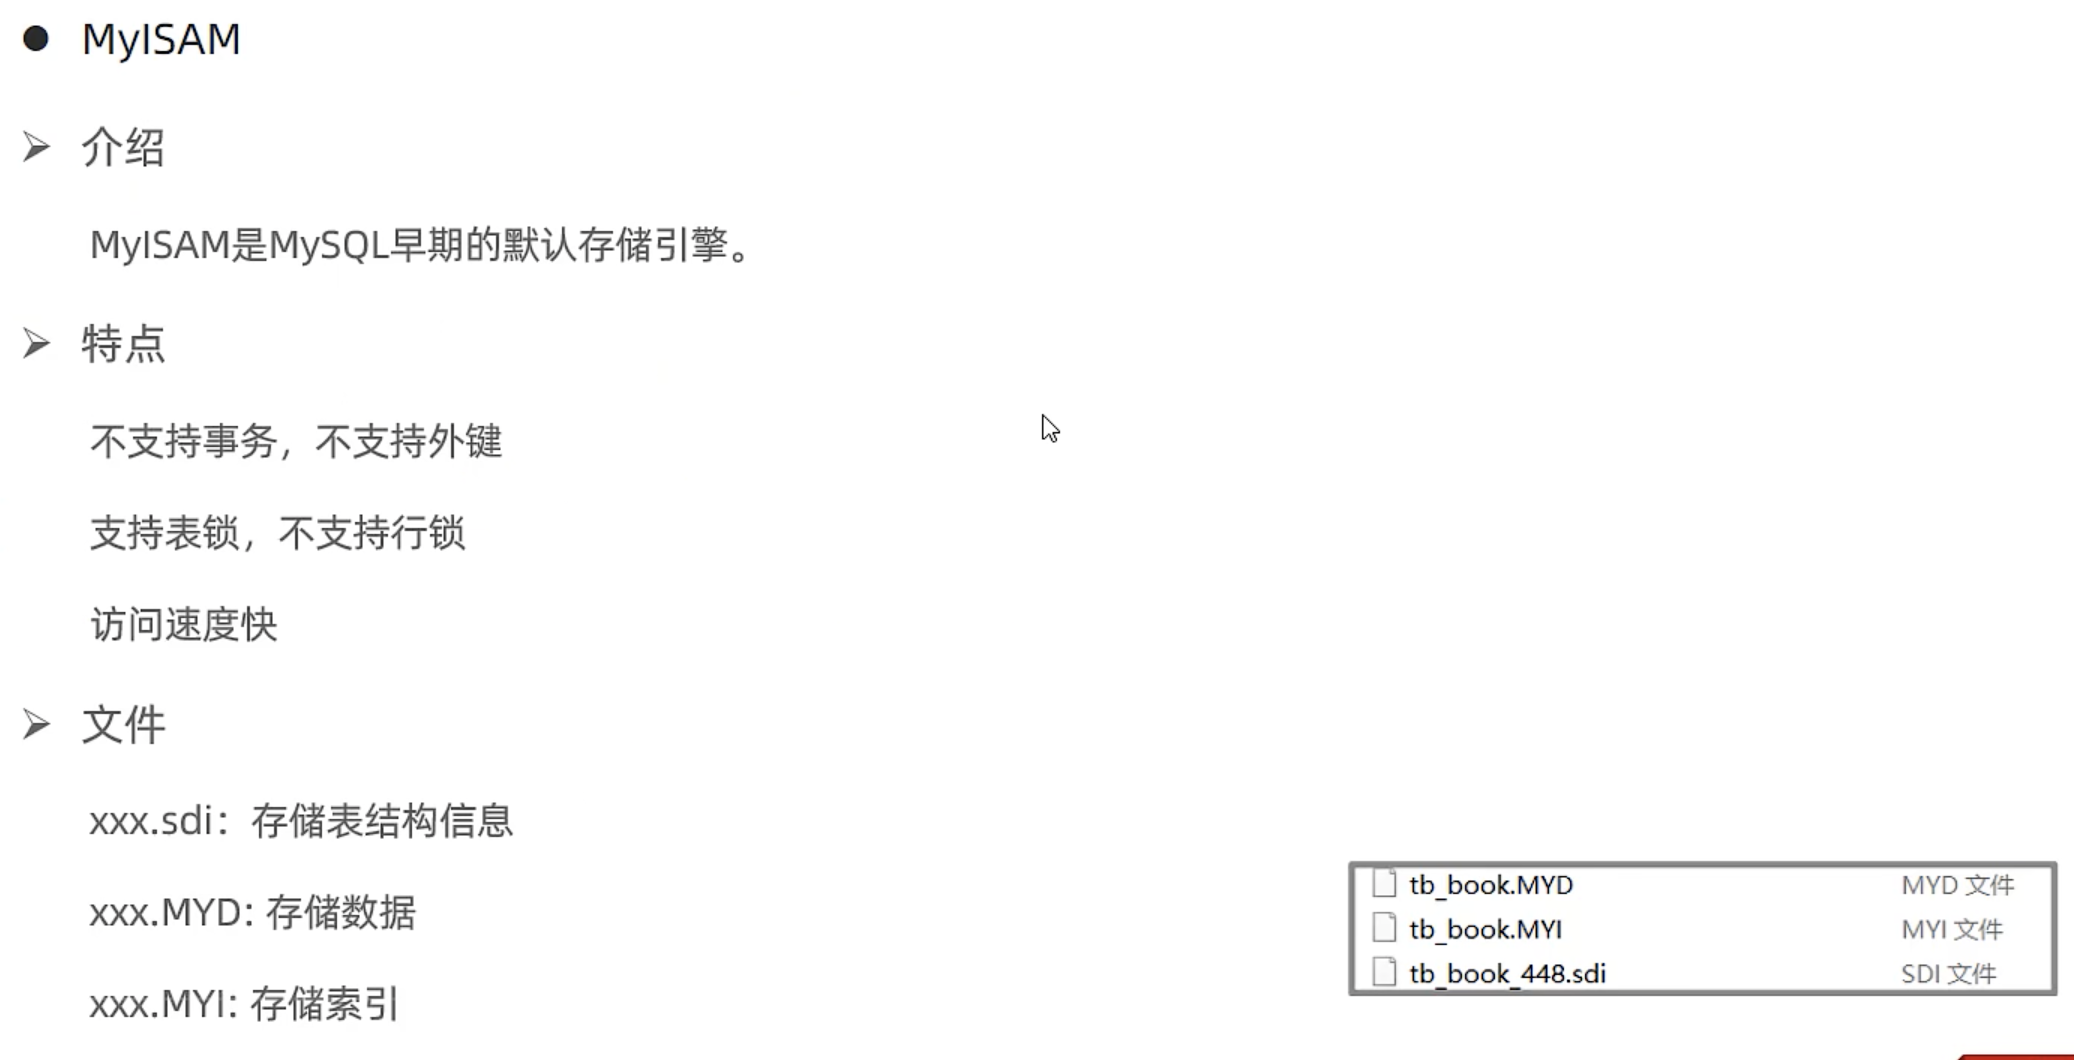 MyISAM
介绍
MyISAM是MySQL早期的默认存储引擎。
特点
不支持事务，不支持外键
支持表锁，不支持行锁
访问速度快
文件
xxx.sdi：存储表结构信息
xxx.MYD: 存储数据
xxx.MYI: 存储索引
tb_book.MYD MYD 文件
tb_book.MYI MYI 文件
tb_book_448.sdi SDI 文件